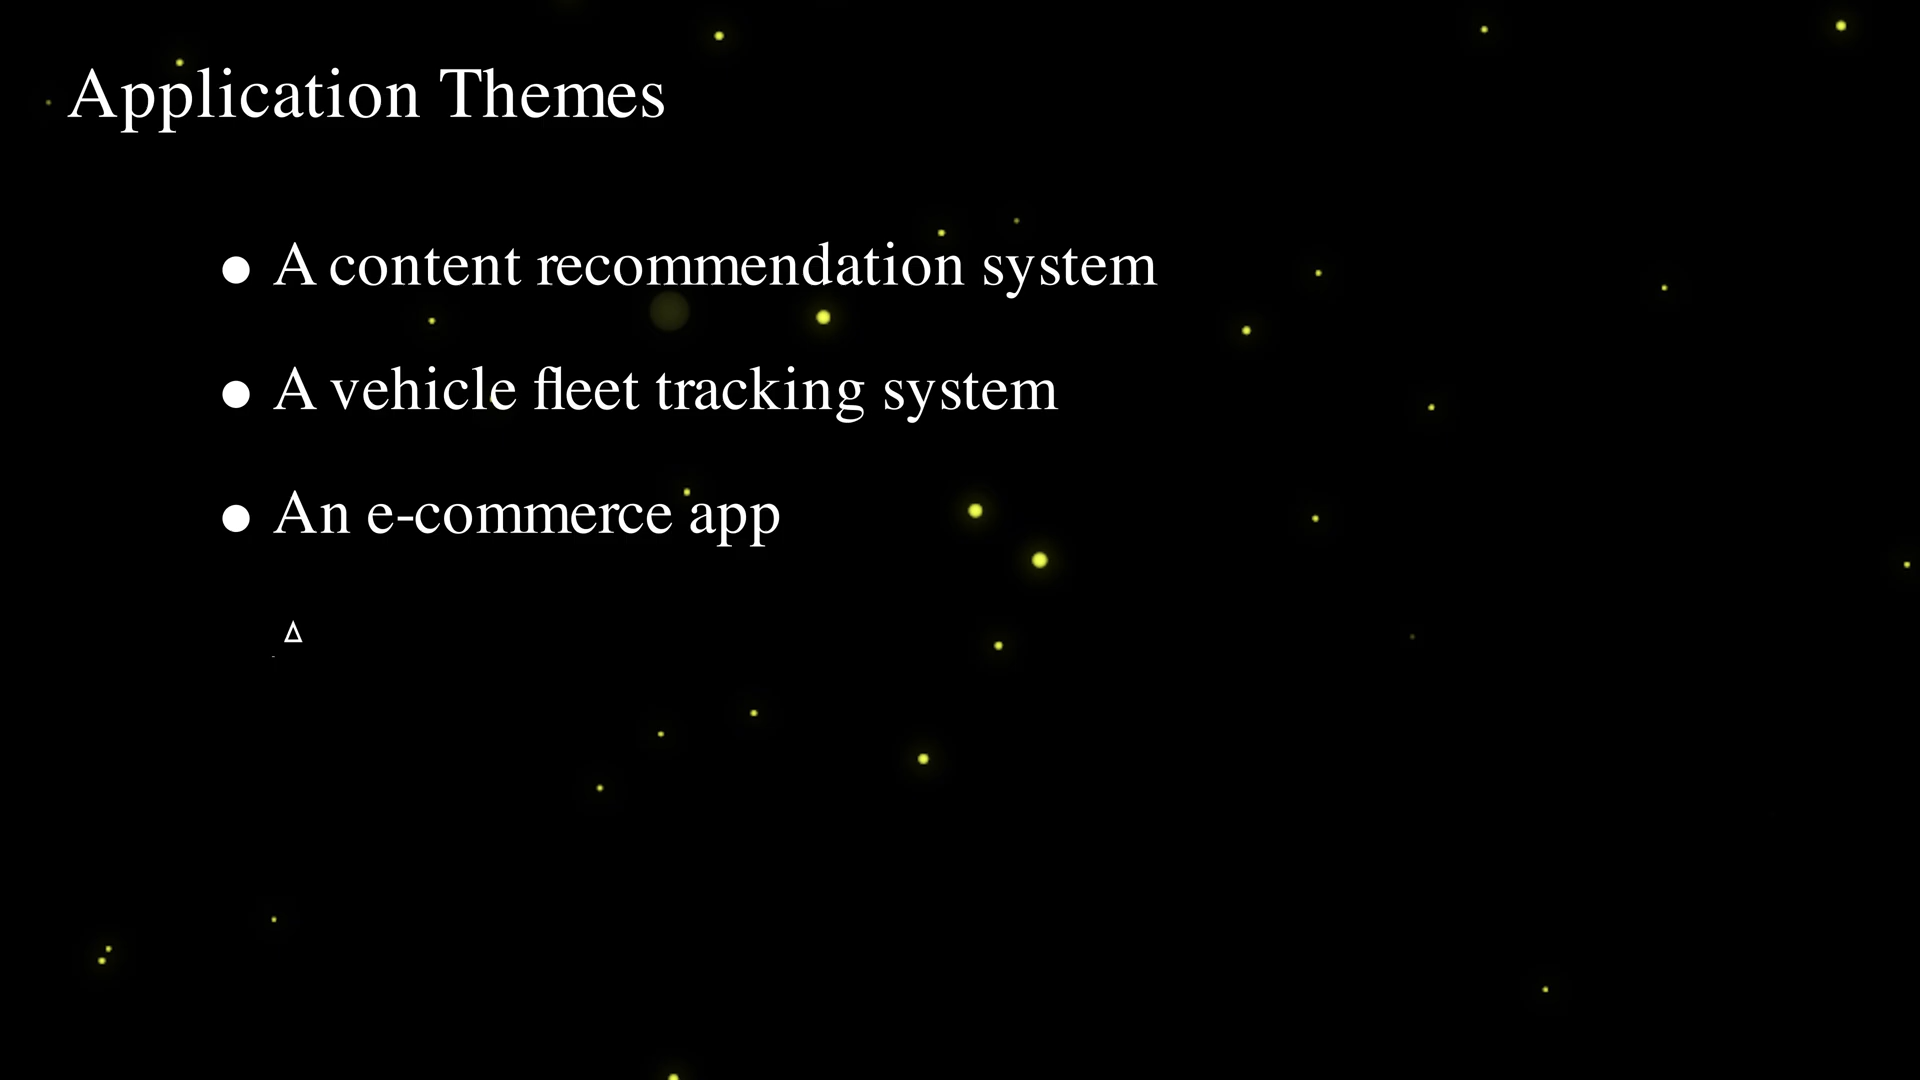 Application Themes
● A content recommendation system
● A vehicle fleet tracking system
● An e-commerce app